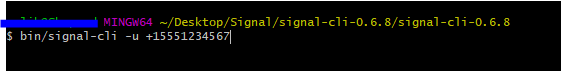 MINGW64 ~/Desktop/Signal/signal-cli-0.6.8/signal-cli-0.6.8
$ bin/signal-cli -u +15551234567